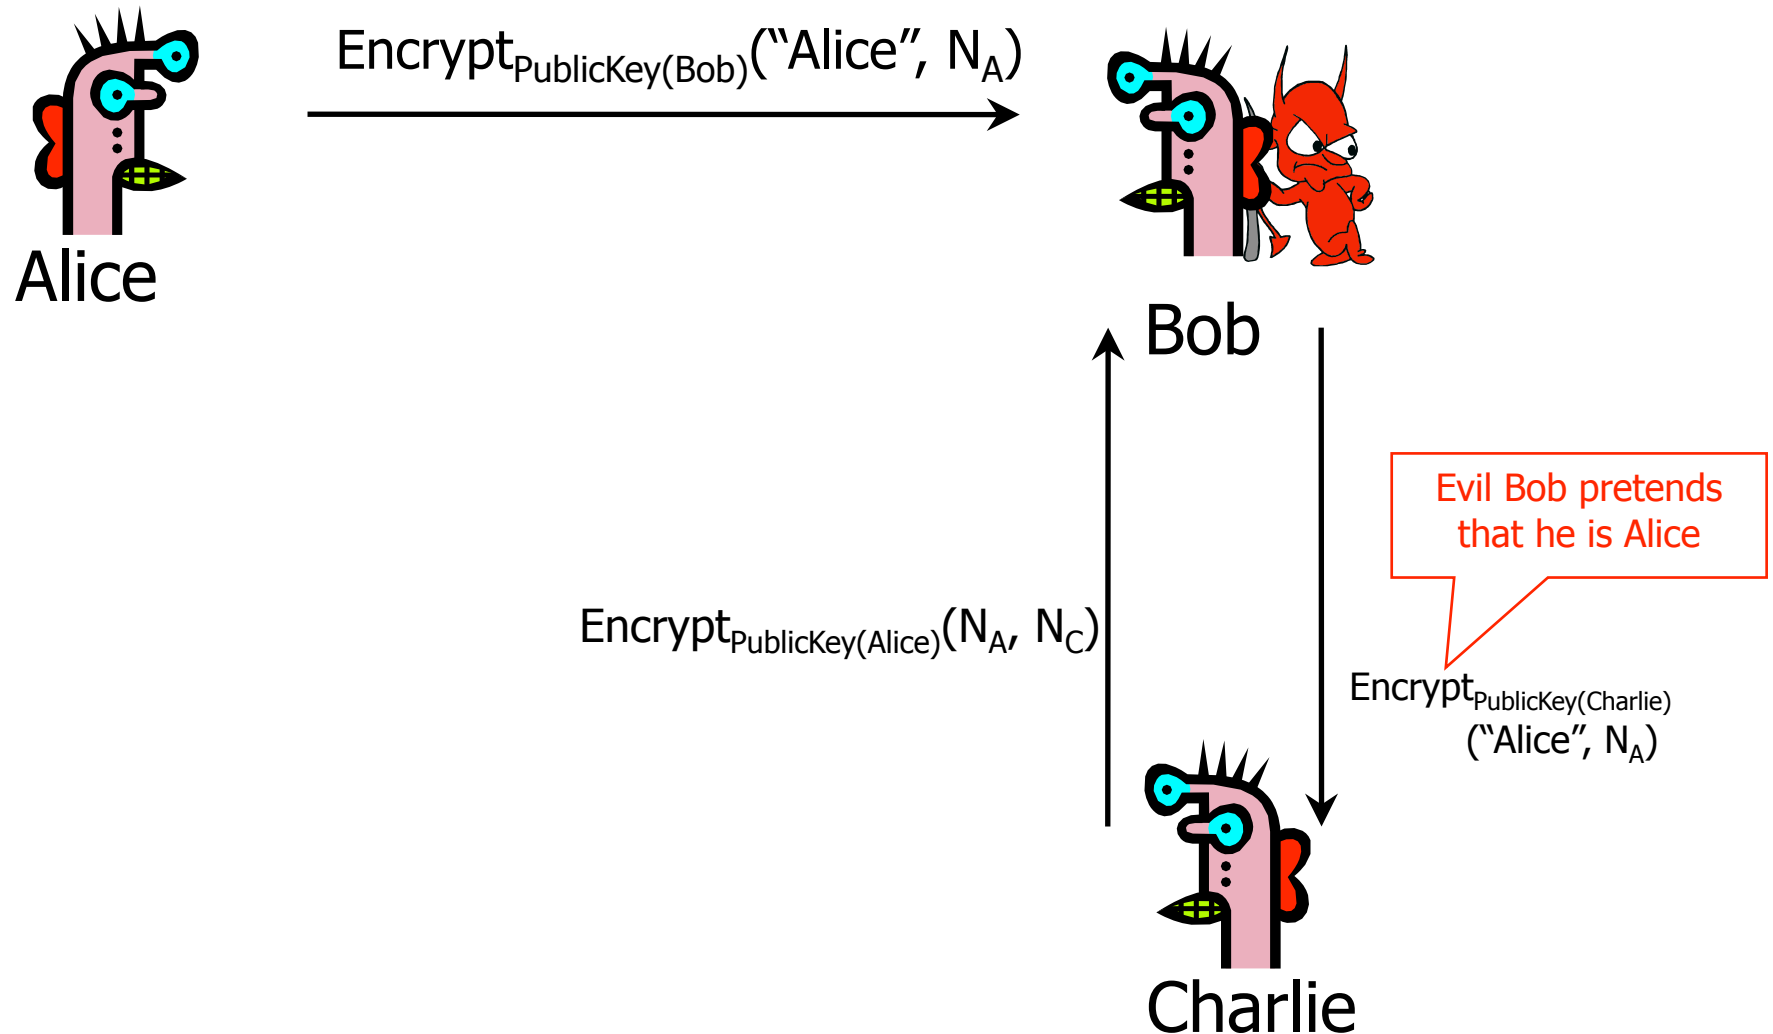 Encrypt_PublicKey(Bob)(“Alice”, N_A)
Alice
Bob
Evil Bob pretends
that he is Alice
Encrypt_PublicKey(Alice)(N_A, N_C)
Encrypt_PublicKey(Charlie)
(“Alice”, N_A)
Charlie